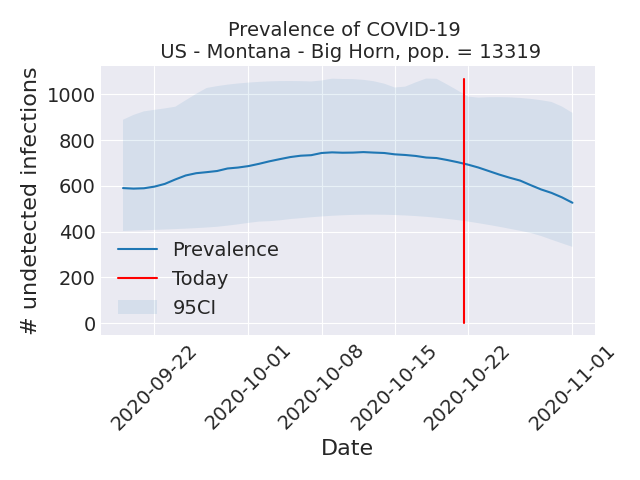 Prevalence of COVID-19
US - Montana - Big Horn, pop. = 13319
# undetected infections
1000
800
600
400
200
0
Prevalence
Today
95CI
2020-09-22
2020-10-01
2020-10-08
2020-10-15
2020-10-22
2020-11-01
Date